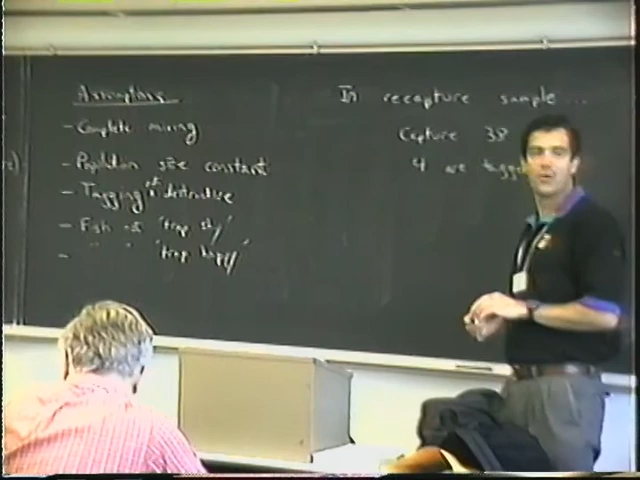 Assumptions
- Complete mixing
- Population size constant
- Tagging not destructive
- Fish not "trap shy"
- " " "trap happy"
In recapture sample ...
Capture 38
4 are tagg